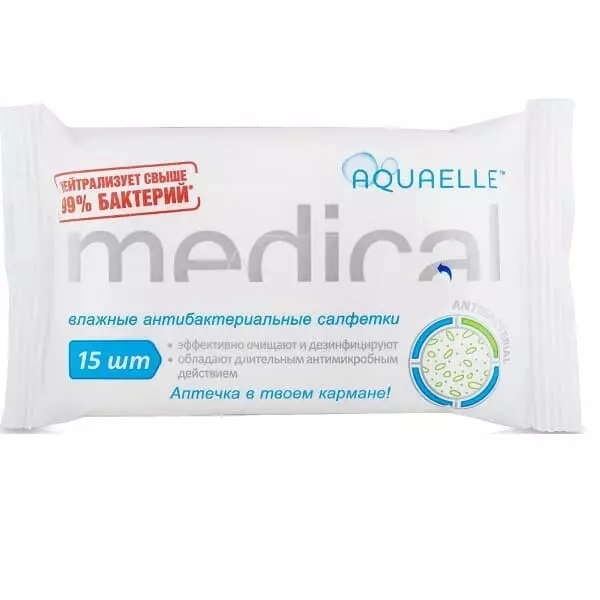 НЕЙТРАЛИЗУЕТ СВЫШЕ
99% БАКТЕРИЙ*
AQUAELLE™
medical
ANTIBACTERIAL
влажные антибактериальные салфетки
15 шт
• эффективно очищают и дезинфицируют
• обладают длительным антимикробным
действием
Аптечка в твоем кармане!